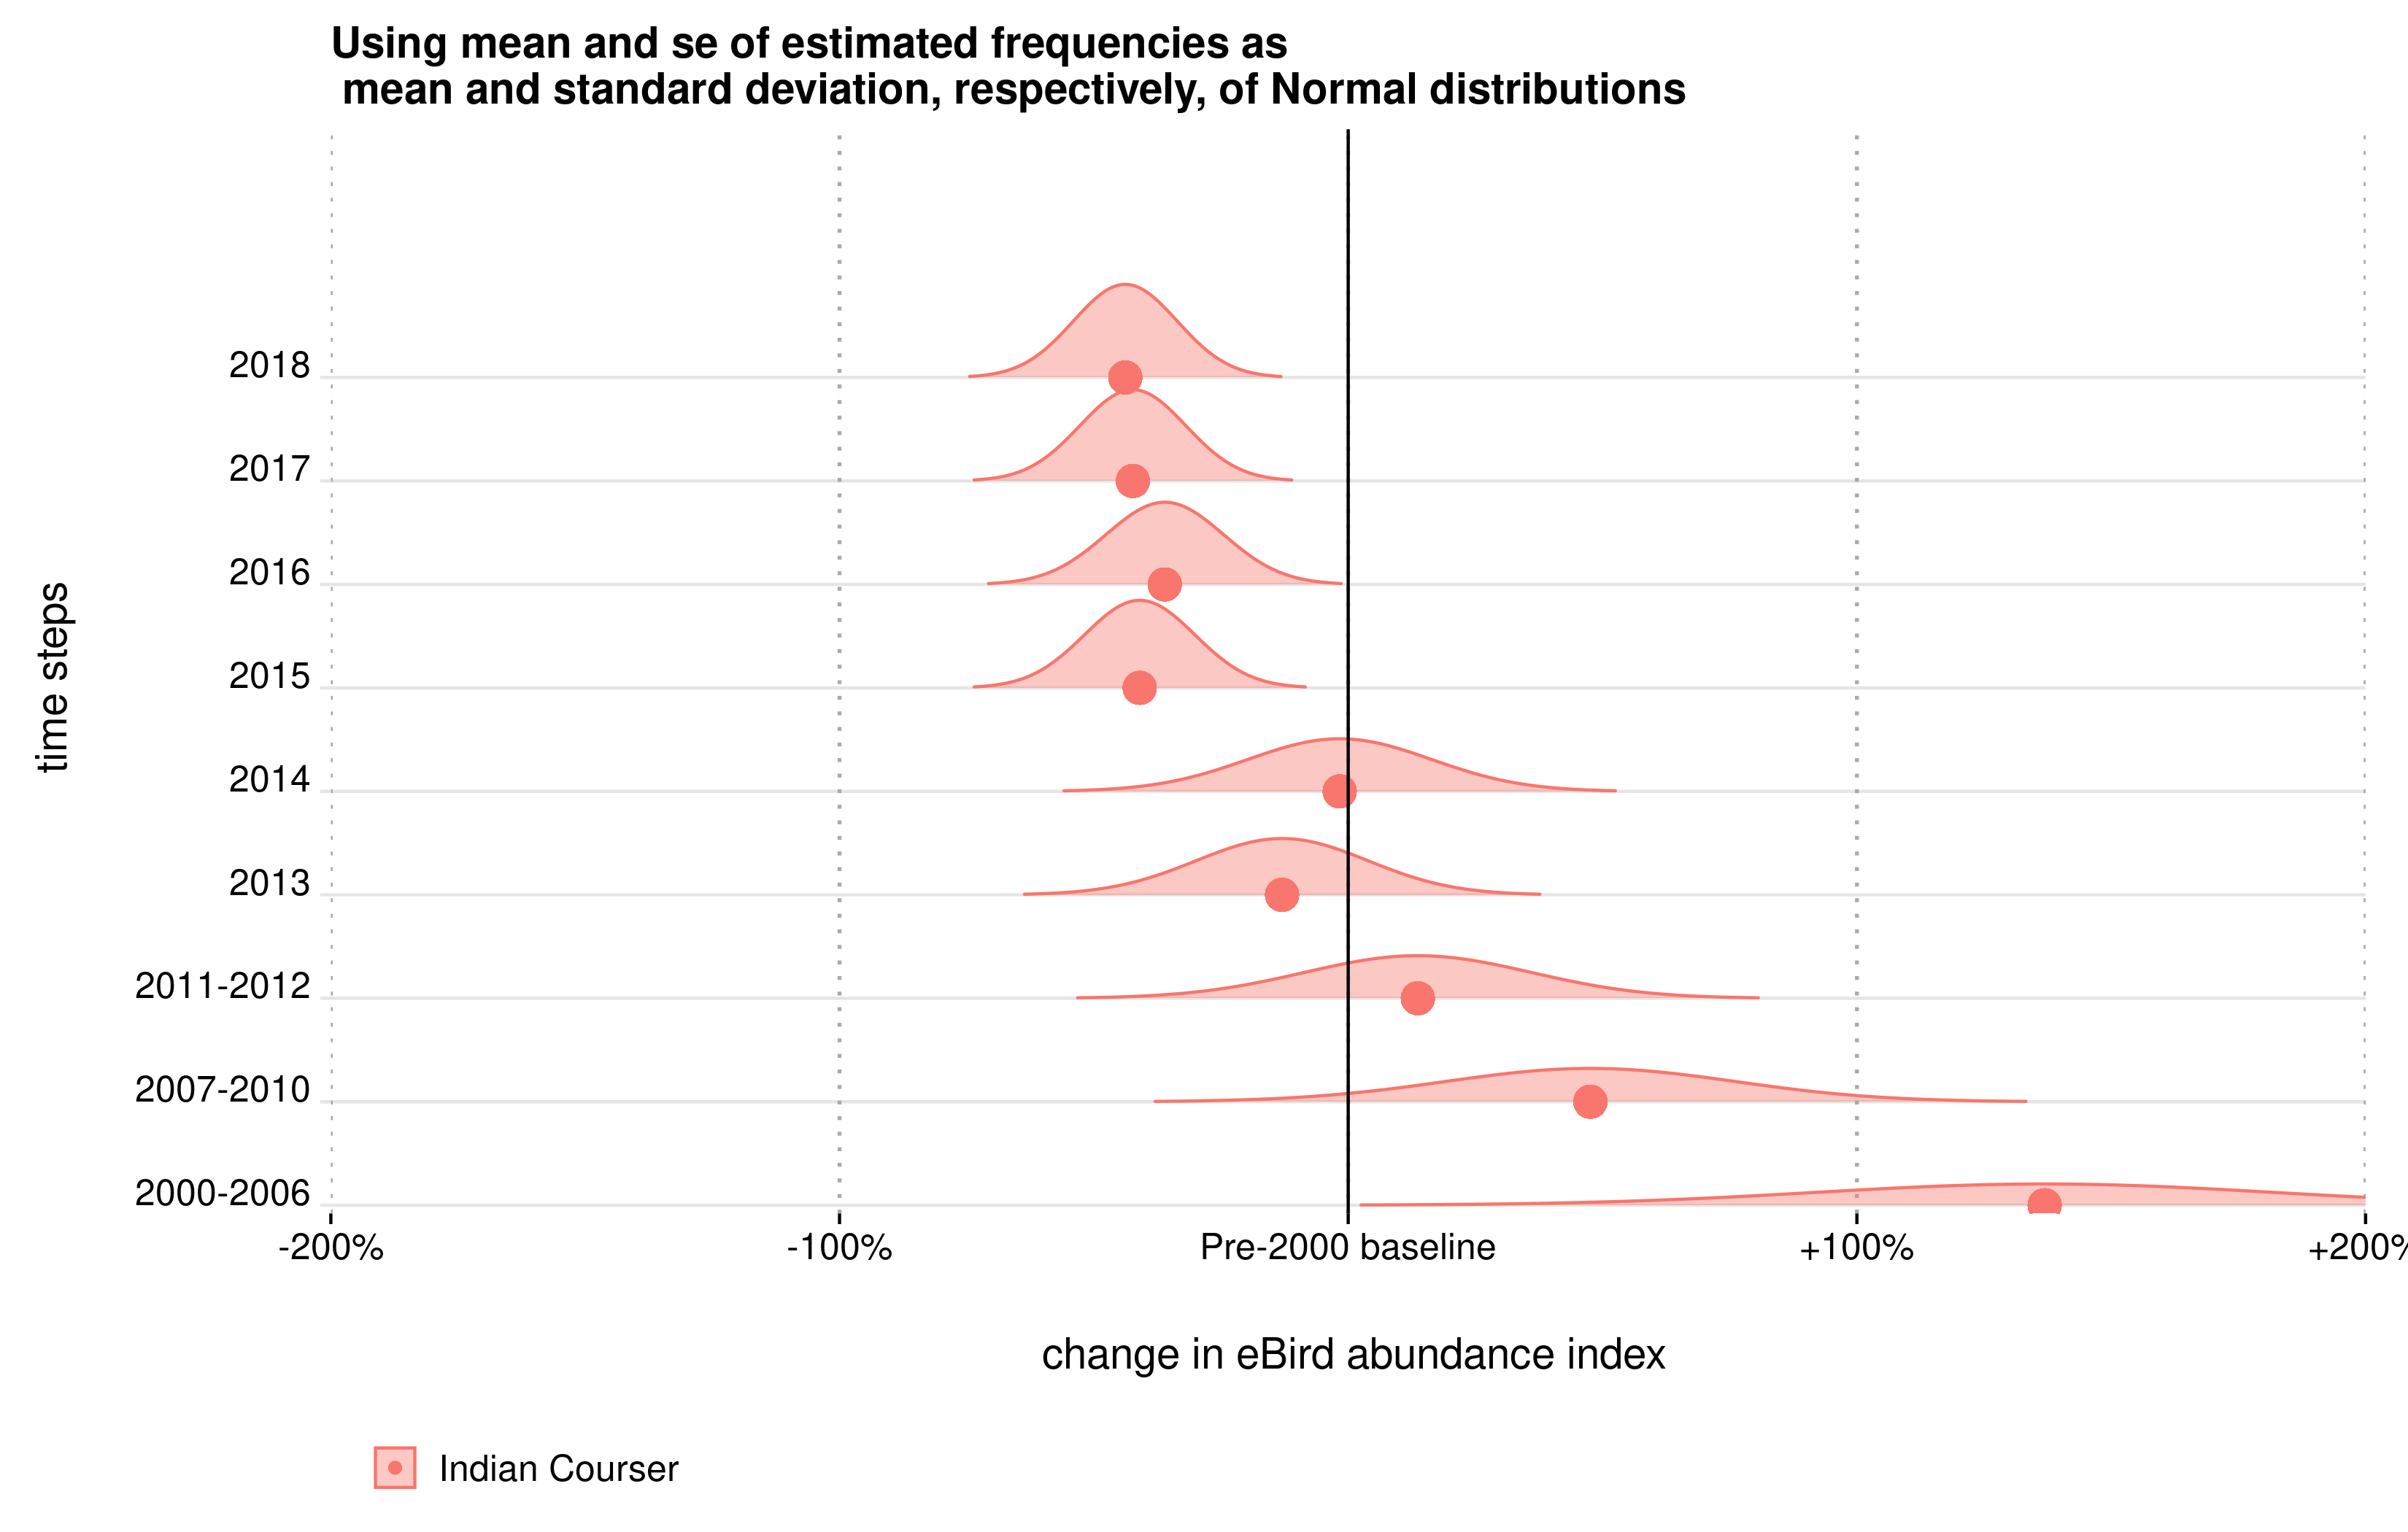 Using mean and se of estimated frequencies as
mean and standard deviation, respectively, of Normal distributions
2018
2017
2016
2015
2014
2013
2011-2012
2007-2010
2000-2006
time steps
-200%
-100%
Pre-2000 baseline
+100%
+200%
change in eBird abundance index
Indian Courser